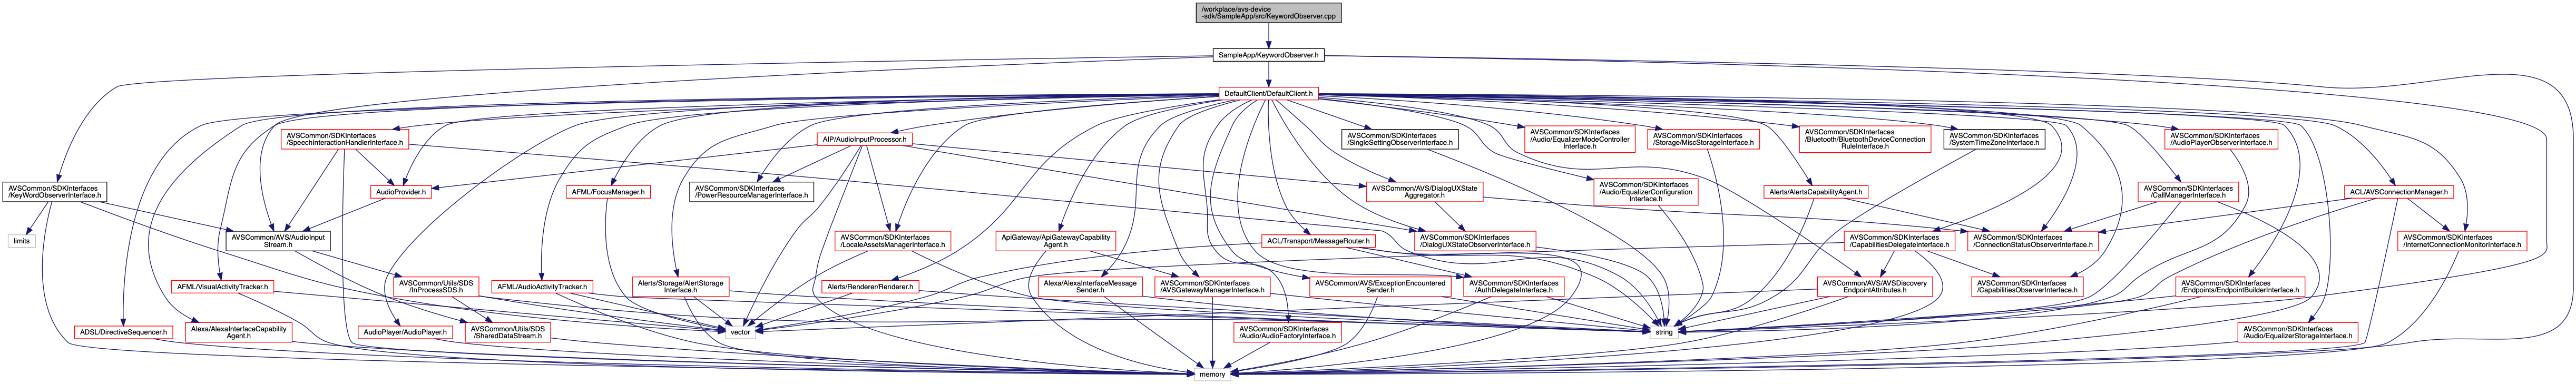 /workplace/avs-device
-sdk/SampleApp/src/KeywordObserver.cpp
SampleApp/KeywordObserver.h
DefaultClient/DefaultClient.h
AVSCommon/SDKInterfaces
/SpeechInteractionHandlerInterface.h
AIP/AudioInputProcessor.h
AVSCommon/SDKInterfaces
/SingleSettingObserverInterface.h
AVSCommon/SDKInterfaces
/Audio/EqualizerModeController
Interface.h
AVSCommon/SDKInterfaces
/Storage/MiscStorageInterface.h
AVSCommon/SDKInterfaces
/Bluetooth/BluetoothDeviceConnection
RuleInterface.h
AVSCommon/SDKInterfaces
/SystemTimeZoneInterface.h
AVSCommon/SDKInterfaces
/AudioPlayerObserverInterface.h
AVSCommon/SDKInterfaces
/KeyWordObserverInterface.h
AudioProvider.h
AFML/FocusManager.h
AVSCommon/SDKInterfaces
/PowerResourceManagerInterface.h
AVSCommon/AVS/DialogUXState
Aggregator.h
AVSCommon/SDKInterfaces
/Audio/EqualizerConfiguration
Interface.h
Alerts/AlertsCapabilityAgent.h
AVSCommon/SDKInterfaces
/CallManagerInterface.h
ACL/AVSConnectionManager.h
limits
AVSCommon/AVS/AudioInput
Stream.h
AVSCommon/SDKInterfaces
/LocaleAssetsManagerInterface.h
ApiGateway/ApiGatewayCapability
Agent.h
ACL/Transport/MessageRouter.h
AVSCommon/SDKInterfaces
/DialogUXStateObserverInterface.h
AVSCommon/SDKInterfaces
/CapabilitiesDelegateInterface.h
AVSCommon/SDKInterfaces
/ConnectionStatusObserverInterface.h
AVSCommon/SDKInterfaces
/InternetConnectionMonitorInterface.h
AFML/VisualActivityTracker.h
AVSCommon/Utils/SDS
/InProcessSDS.h
AFML/AudioActivityTracker.h
Alerts/Storage/AlertStorage
Interface.h
Alerts/Renderer/Renderer.h
Alexa/AlexaInterfaceMessage
Sender.h
AVSCommon/SDKInterfaces
/AVSGatewayManagerInterface.h
AVSCommon/AVS/ExceptionEncountered
Sender.h
AVSCommon/SDKInterfaces
/AuthDelegateInterface.h
AVSCommon/AVS/AVSDiscovery
EndpointAttributes.h
AVSCommon/SDKInterfaces
/CapabilitiesObserverInterface.h
AVSCommon/SDKInterfaces
/Endpoints/EndpointBuilderInterface.h
ADSL/DirectiveSequencer.h
Alexa/AlexaInterfaceCapability
Agent.h
AudioPlayer/AudioPlayer.h
AVSCommon/Utils/SDS
/SharedDataStream.h
vector
AVSCommon/SDKInterfaces
/Audio/AudioFactoryInterface.h
string
AVSCommon/SDKInterfaces
/Audio/EqualizerStorageInterface.h
memory